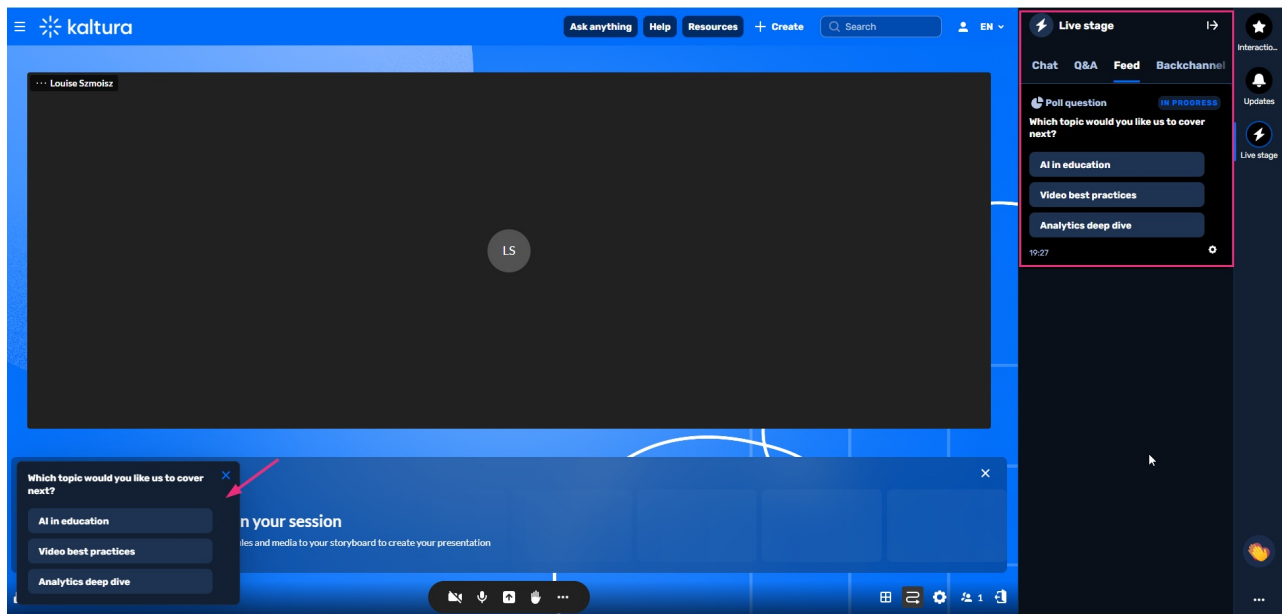 kaltura
Ask anything Help Resources + Create Search EN
Live stage
Interactio...
Chat Q&A Feed Backchannel
Updates
Live stage
··· Louise Szmoisz
Poll question IN PROGRESS
Which topic would you like us to cover
next?
AI in education
Video best practices
Analytics deep dive
19:27
LS
Which topic would you like us to cover
next?
AI in education
Video best practices
Analytics deep dive
n your session
les and media to your storyboard to create your presentation
1